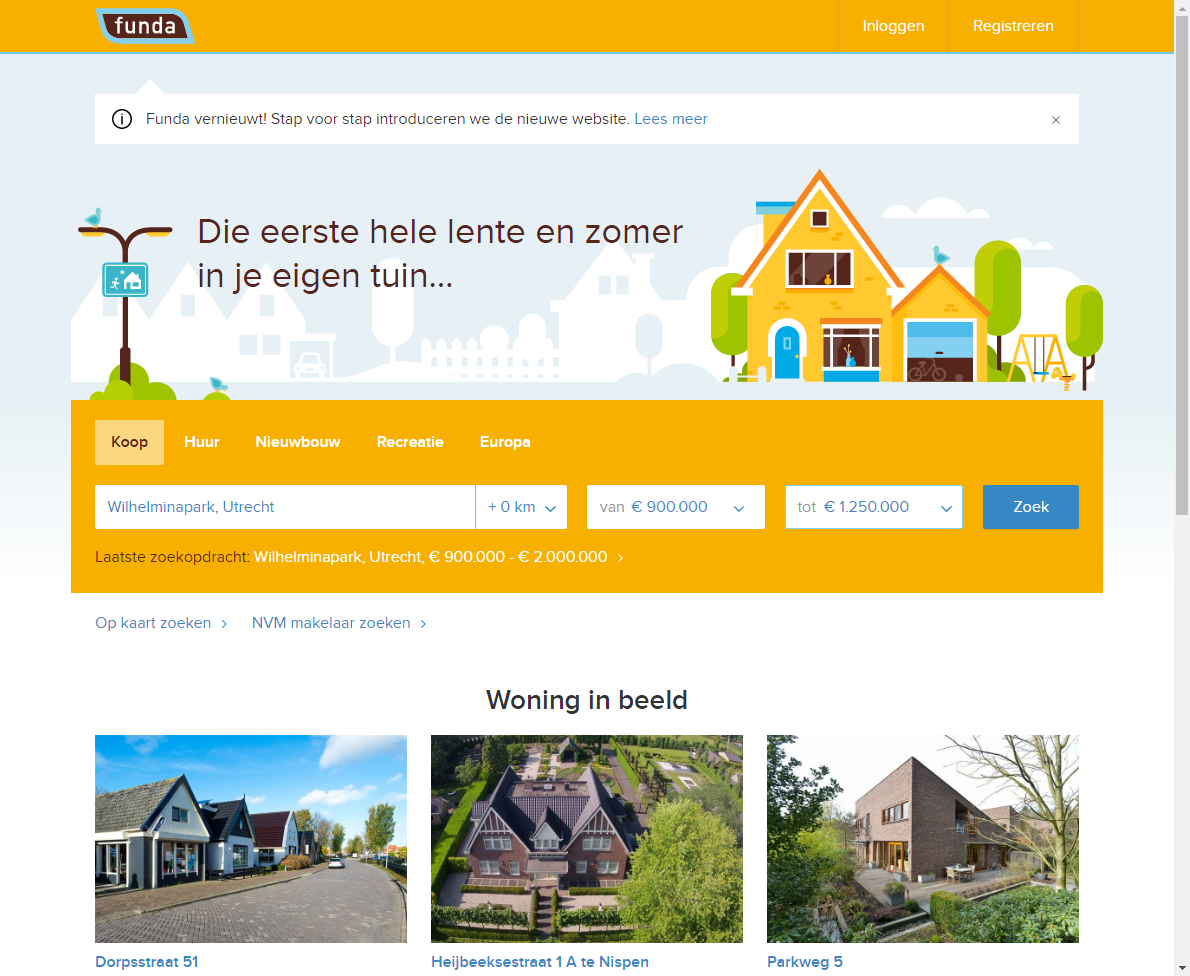 funda
Inloggen
Registreren
Funda vernieuwt! Stap voor stap introduceren we de nieuwe website. Lees meer
Die eerste hele lente en zomer
in je eigen tuin...
Koop
Huur
Nieuwbouw
Recreatie
Europa
Wilhelminapark, Utrecht
+ 0 km
van € 900.000
tot € 1.250.000
Zoek
Laatste zoekopdracht: Wilhelminapark, Utrecht, € 900.000 - € 2.000.000
Op kaart zoeken
NVM makelaar zoeken
Woning in beeld
Dorpsstraat 51
Heijbeeksestraat 1 A te Nispen
Parkweg 5